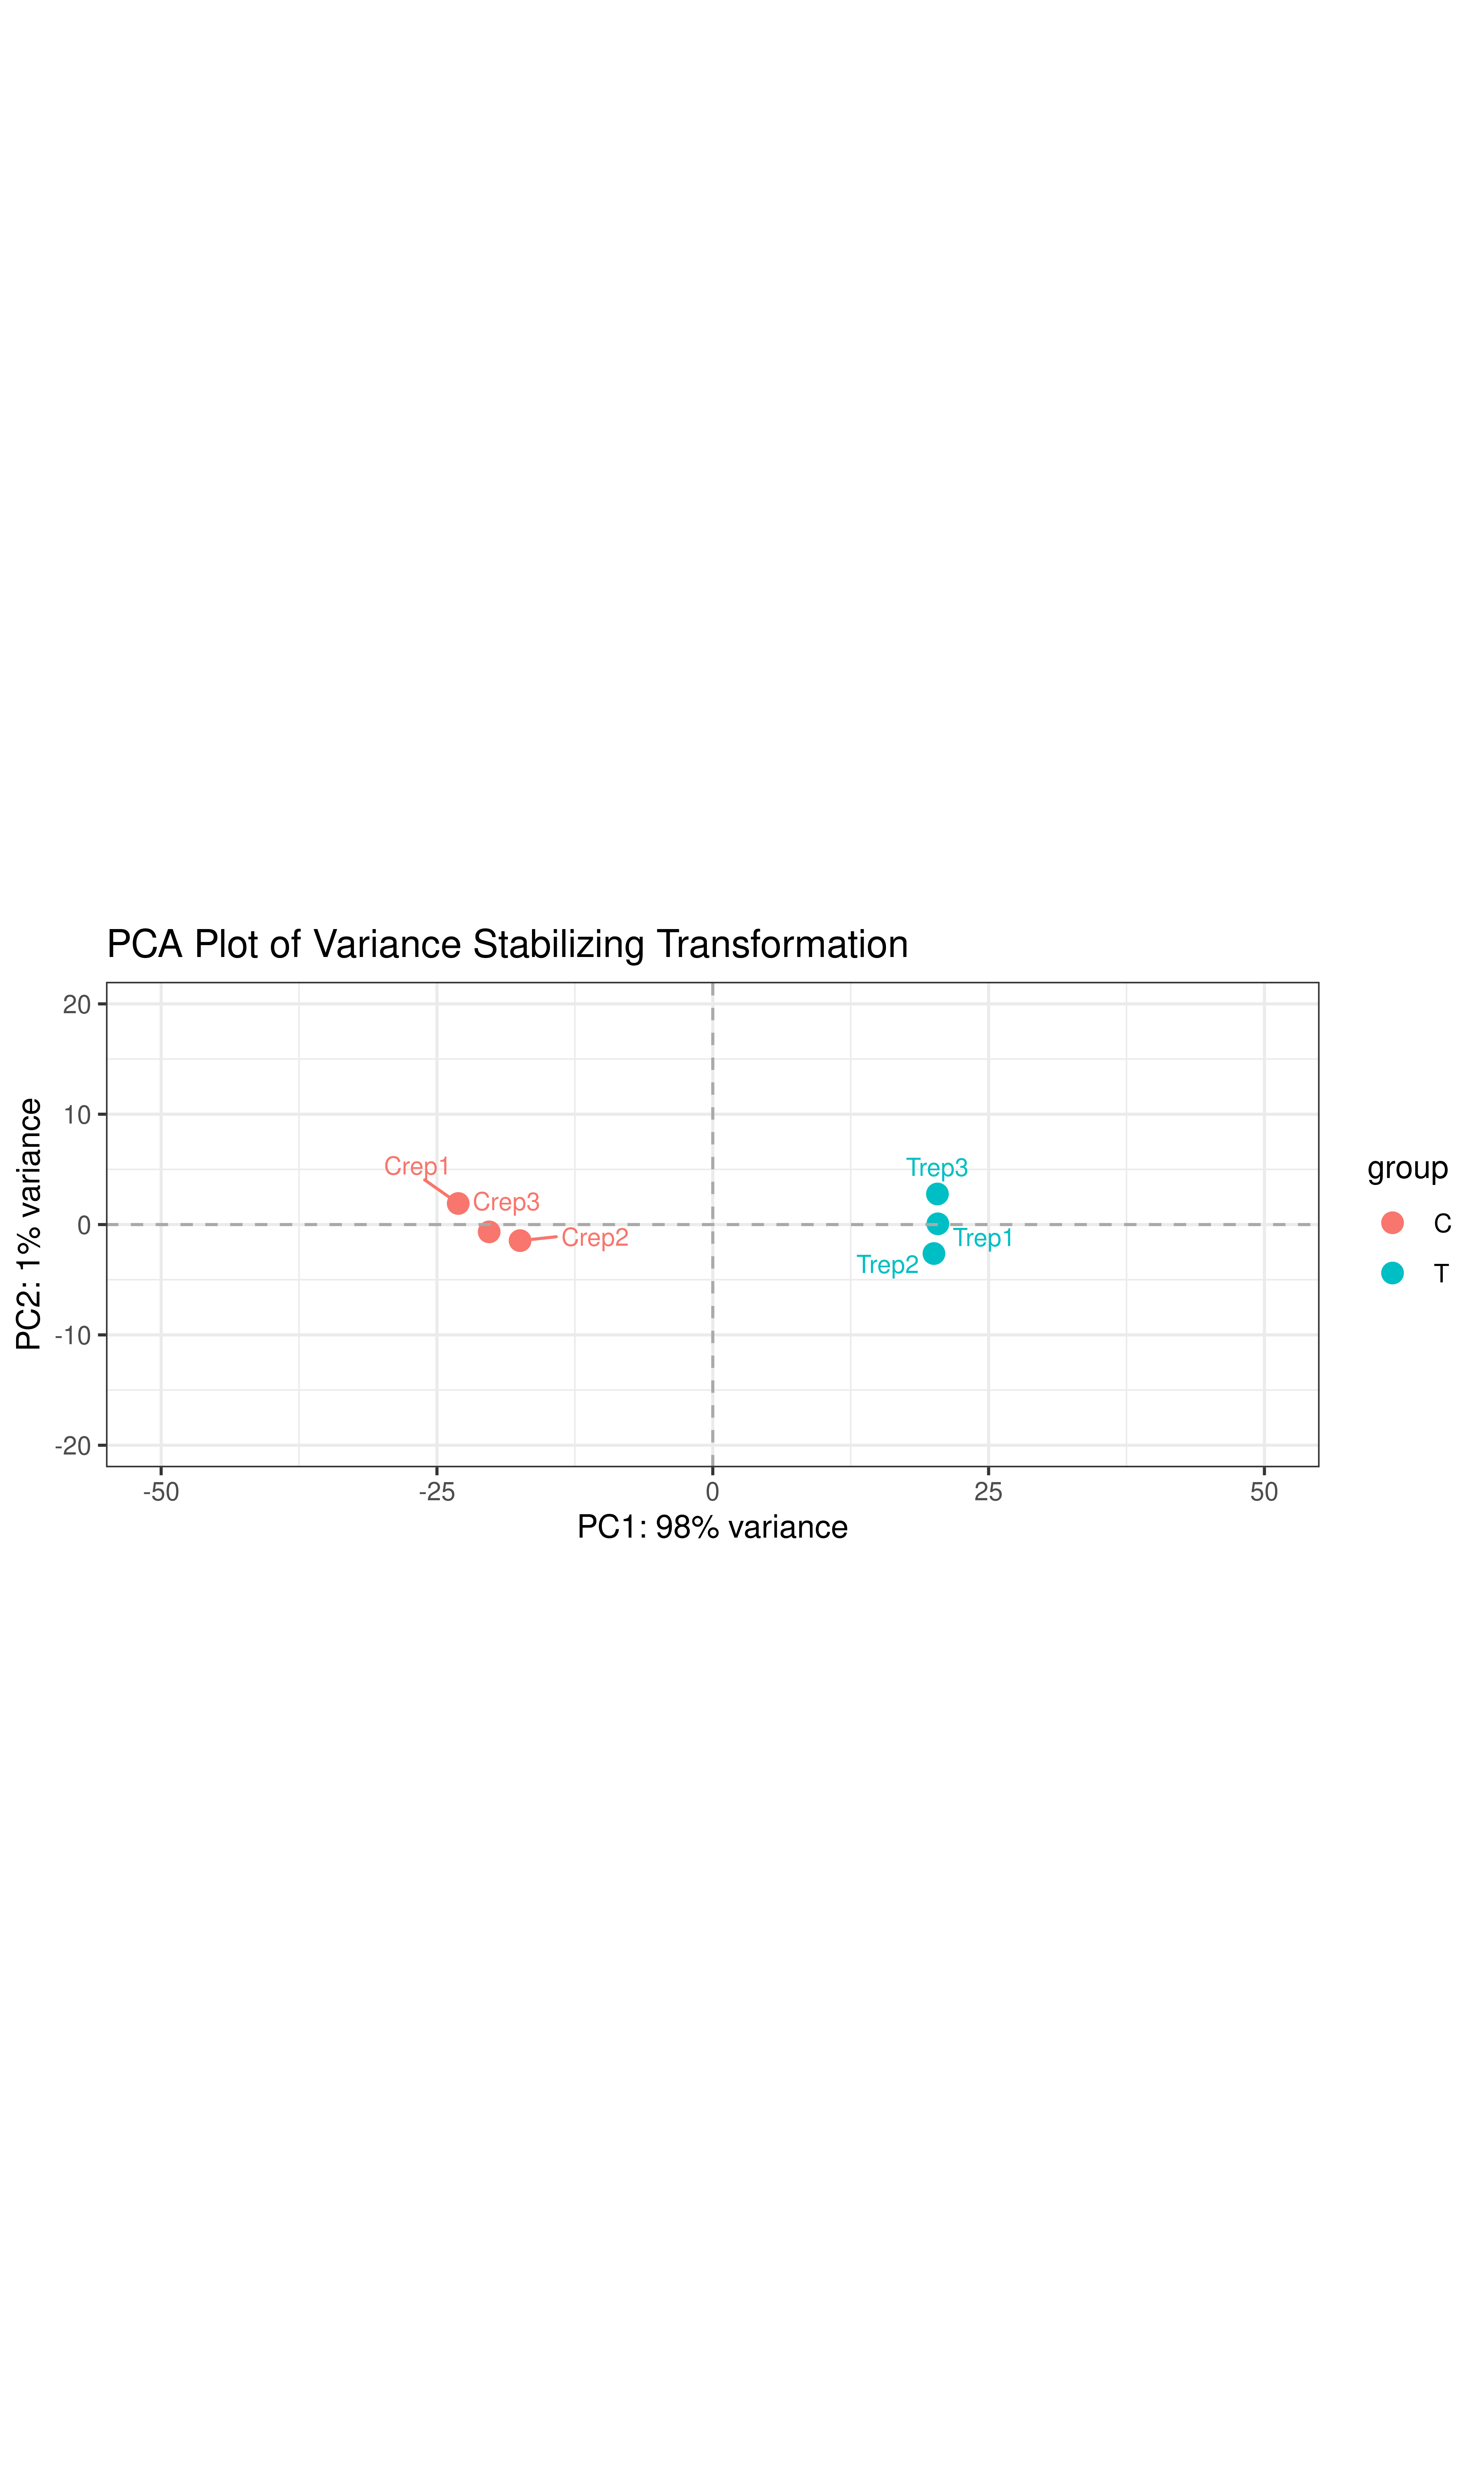 PCA Plot of Variance Stabilizing Transformation
20
10
0
-10
-20
PC2: 1% variance
Crep1
Crep3
Crep2
Trep3
Trep1
Trep2
-50
-25
0
25
50
PC1: 98% variance
group
C
T